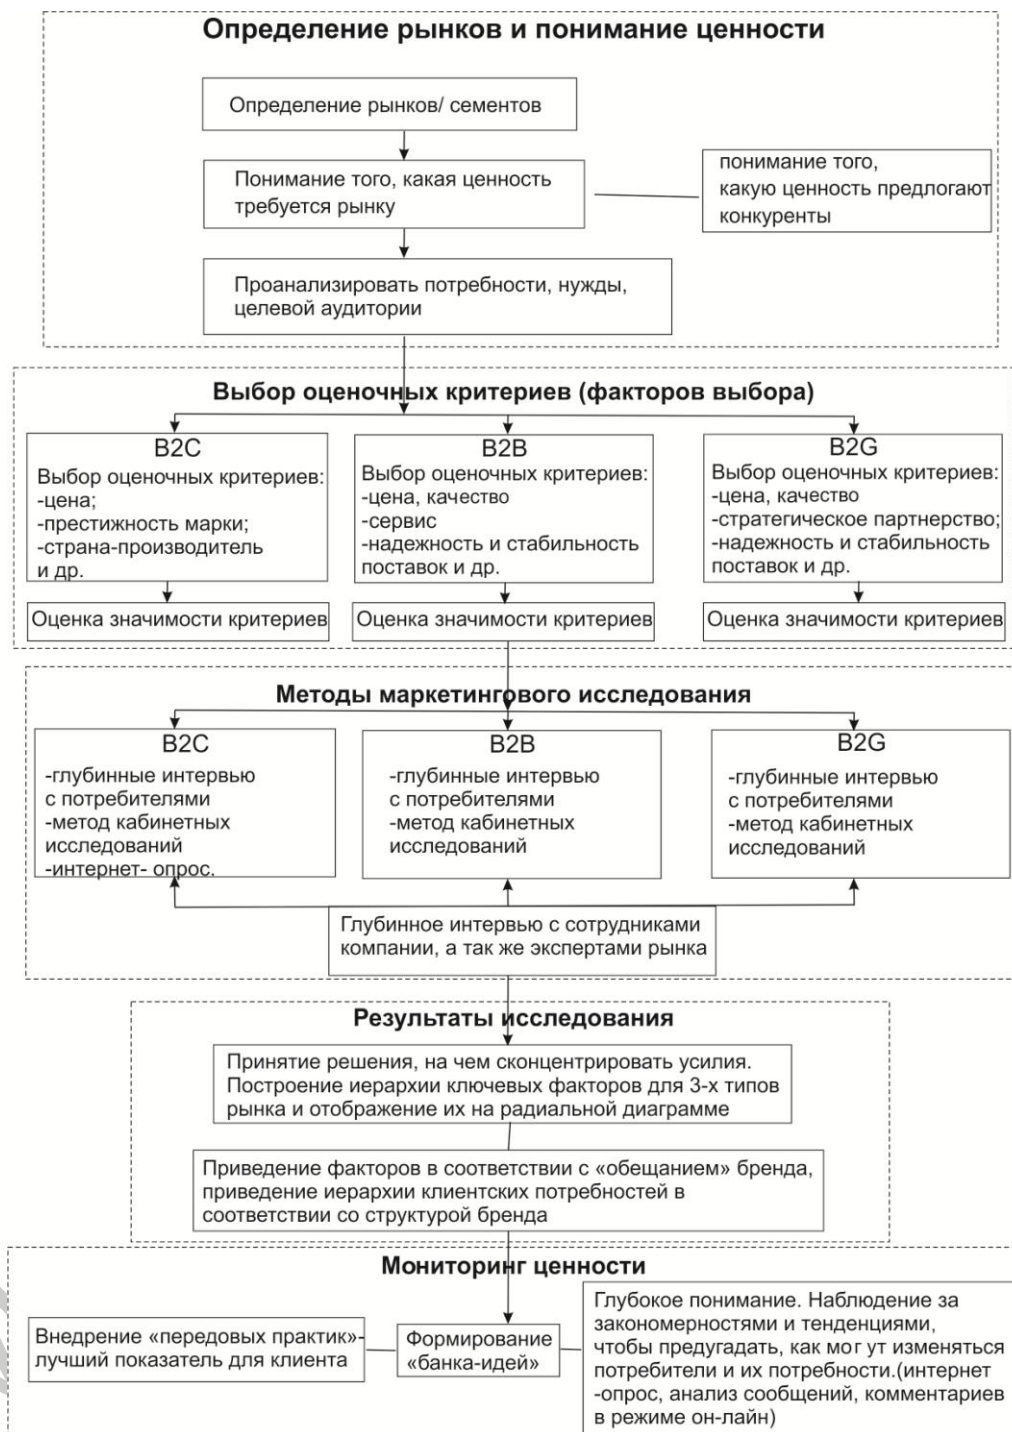 Определение рынков и понимание ценности
Определение рынков/ сементов
Понимание того, какая ценность
требуется рынку
понимание того,
какую ценность предлогают
конкуренты
Проанализировать потребности, нужды,
целевой аудитории
Выбор оценочных критериев (факторов выбора)
B2C
Выбор оценочных критериев:
-цена;
-престижность марки;
-страна-производитель
и др.
B2B
Выбор оценочных критериев:
-цена, качество
-сервис
-надежность и стабильность
поставок и др.
B2G
Выбор оценочных критериев:
-цена, качество
-стратегическое партнерство;
-надежность и стабильность
поставок и др.
Оценка значимости критериев
Оценка значимости критериев
Оценка значимости критериев
Методы маркетингового исследования
B2C
-глубинные интервью
с потребителями
-метод кабинетных
исследований
-интернет- опрос.
B2B
-глубинные интервью
с потребителями
-метод кабинетных
исследований
B2G
-глубинные интервью
с потребителями
-метод кабинетных
исследований
Глубинное интервью с сотрудниками
компании, а так же экспертами рынка
Результаты исследования
Принятие решения, на чем сконцентрировать усилия.
Построение иерархии ключевых факторов для 3-х типов
рынка и отображение их на радиальной диаграмме
Приведение факторов в соответствии с «обещанием» бренда,
приведение иерархии клиентских потребностей в
соответствии со структурой бренда
Мониторинг ценности
Внедрение «передовых практик»-
лучший показатель для клиента
Формирование
«банка-идей»
Глубокое понимание. Наблюдение за
закономерностями и тенденциями,
чтобы предугадать, как мог ут изменяться
потребители и их потребности.(интернет
-опрос, анализ сообщений, комментариев
в режиме он-лайн)